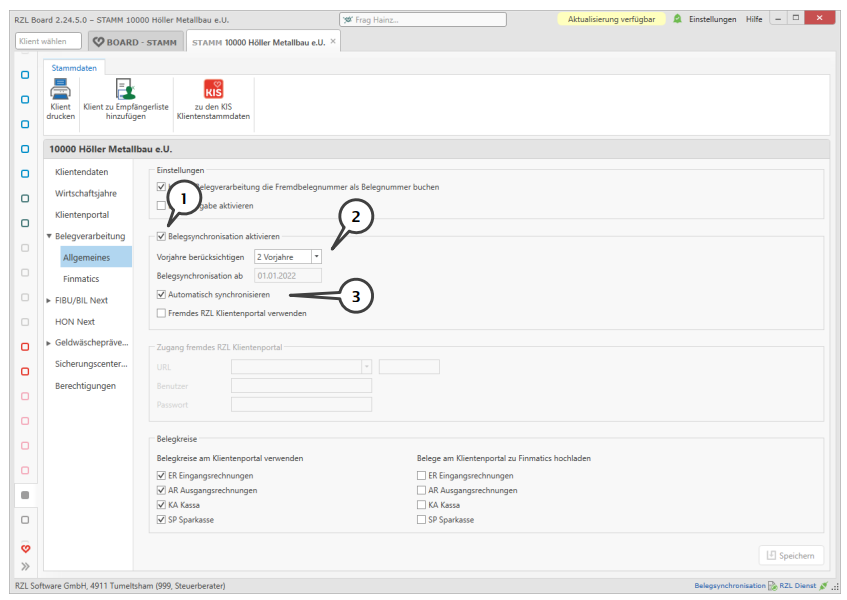 RZL Board 2.24.5.0 – STAMM 10000 Höller Metallbau e.U.
Frag Hainz...
Aktualisierung verfügbar
Einstellungen
Hilfe
Klient wählen
BOARD - STAMM
STAMM 10000 Höller Metallbau e.U. ×
Stammdaten
Klient drucken
Klient zu Empfängerliste hinzufügen
KIS
zu den KIS Klientenstammdaten
10000 Höller Metallbau e.U.
Klientendaten
Wirtschaftsjahre
Klientenportal
Belegverarbeitung
Allgemeines
Finmatics
FIBU/BIL Next
HON Next
Geldwäschepräve...
Sicherungscenter...
Berechtigungen
Einstellungen
Belegverarbeitung die Fremdbelegnummer als Belegnummer buchen
aktivieren
1
Belegsynchronisation aktivieren
2
Vorjahre berücksichtigen
2 Vorjahre
Belegsynchronisation ab
01.01.2022
Automatisch synchronisieren
3
Fremdes RZL Klientenportal verwenden
Zugang fremdes RZL Klientenportal
URL
Benutzer
Passwort
Belegkreise
Belegkreise am Klientenportal verwenden
Belege am Klientenportal zu Finmatics hochladen
ER Eingangsrechnungen
ER Eingangsrechnungen
AR Ausgangsrechnungen
AR Ausgangsrechnungen
KA Kassa
KA Kassa
SP Sparkasse
SP Sparkasse
Speichern
RZL Software GmbH, 4911 Tumeltsham (999, Steuerberater)
Belegsynchronisation
RZL Dienst